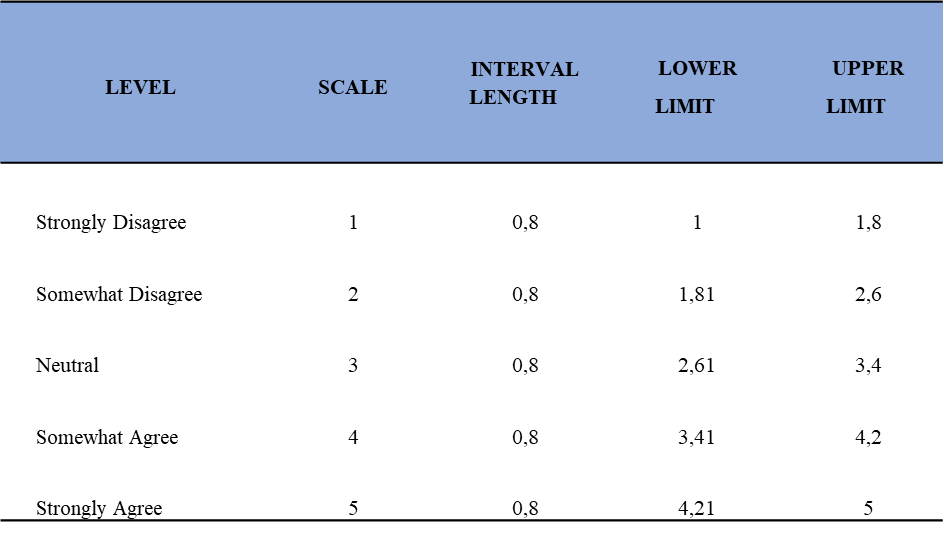 LEVEL SCALE INTERVAL LENGTH LOWER LIMIT UPPER LIMIT
Strongly Disagree 1 0,8 1 1,8
Somewhat Disagree 2 0,8 1,81 2,6
Neutral 3 0,8 2,61 3,4
Somewhat Agree 4 0,8 3,41 4,2
Strongly Agree 5 0,8 4,21 5